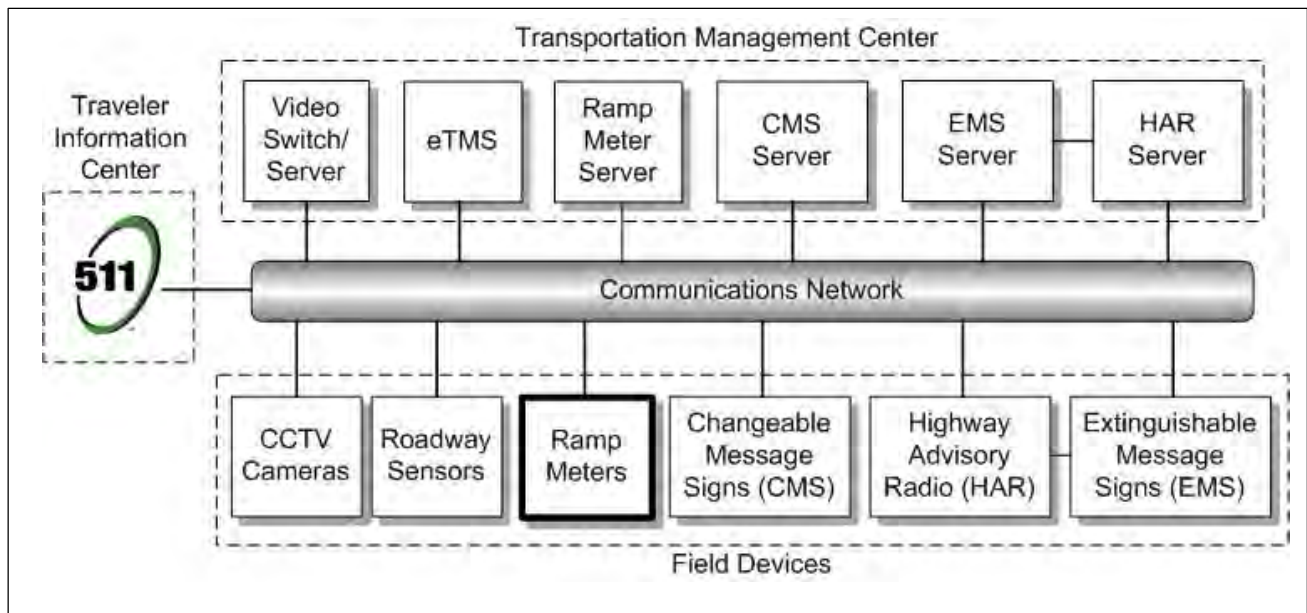 Transportation Management Center
Traveler
Information
Center
Video
Switch/
Server
eTMS
Ramp
Meter
Server
CMS
Server
EMS
Server
HAR
Server
511
Communications Network
CCTV
Cameras
Roadway
Sensors
Ramp
Meters
Changeable
Message
Signs (CMS)
Highway
Advisory
Radio (HAR)
Extinguishable
Message
Signs (EMS)
Field Devices